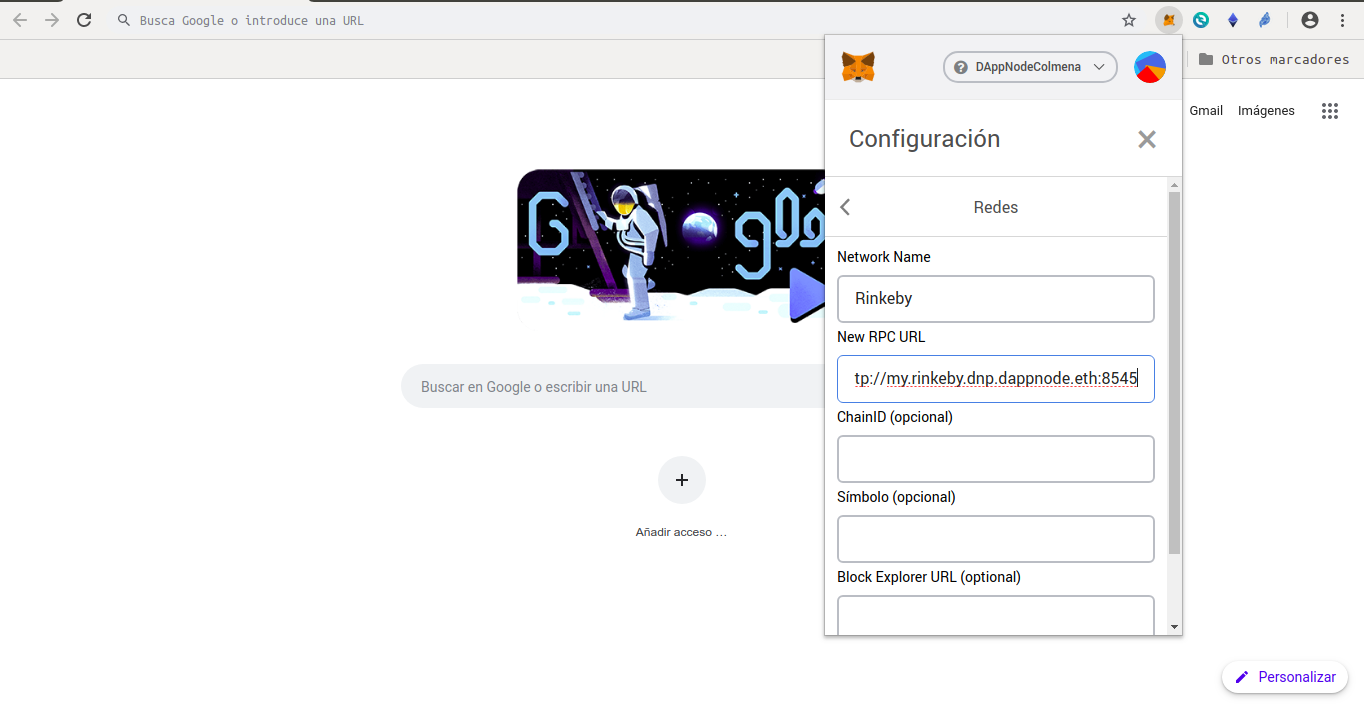 Busca Google o introduce una URL
Otros marcadores
DAppNodeColmena
Gmail
Imágenes
Configuración
Redes
Network Name
Rinkeby
New RPC URL
tp://my.rinkeby.dnp.dappnode.eth:8545
ChainID (opcional)
Símbolo (opcional)
Block Explorer URL (optional)
Goog
Buscar en Google o escribir una URL
Añadir acceso …
Personalizar